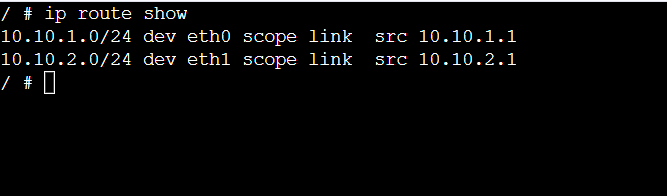 / # ip route show
10.10.1.0/24 dev eth0 scope link  src 10.10.1.1
10.10.2.0/24 dev eth1 scope link  src 10.10.2.1
/ #